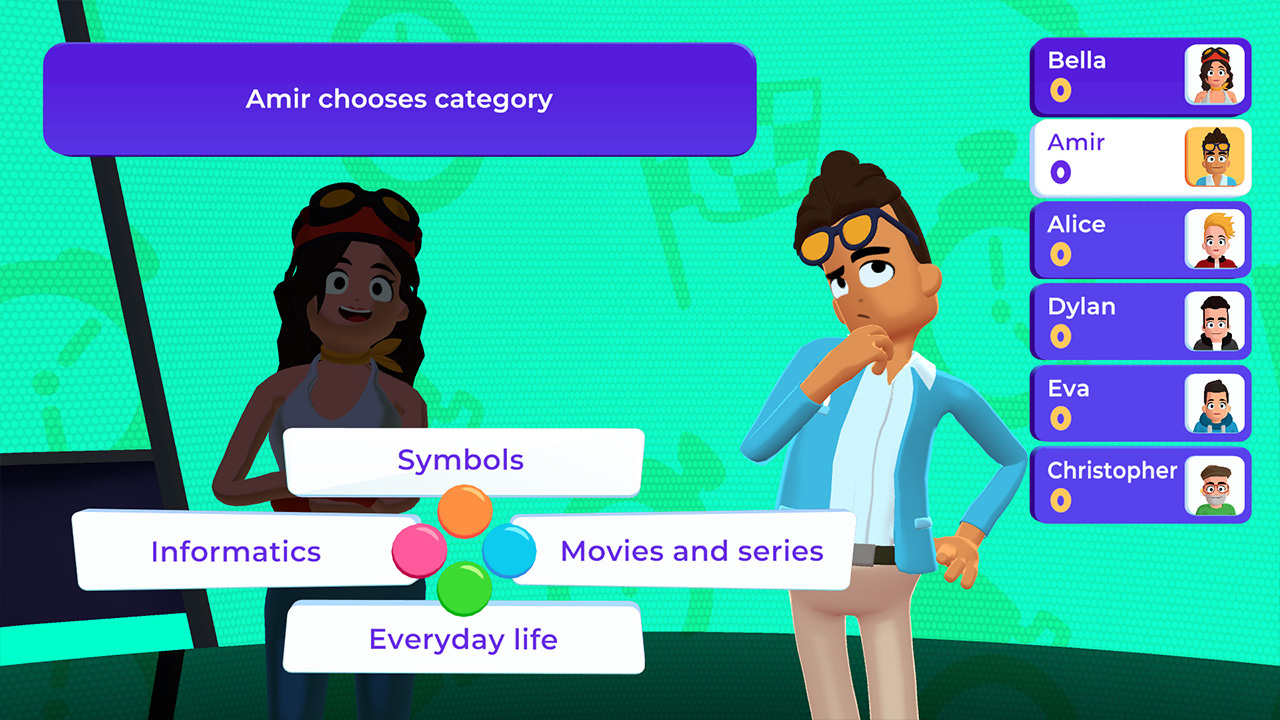 Amir chooses category
Bella
0
Amir
0
Alice
0
Dylan
0
Eva
0
Christopher
0
Symbols
Informatics
Movies and series
Everyday life